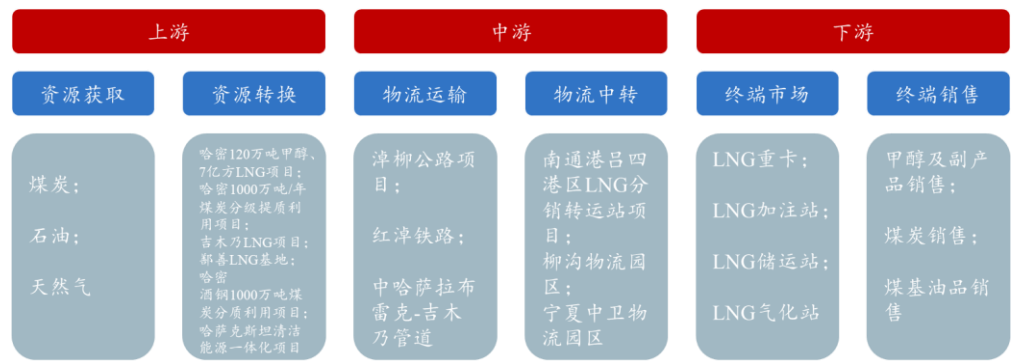 上游
中游
下游
资源获取
资源转换
物流运输
物流中转
终端市场
终端销售
煤炭；
石油；
天然气
哈密120万吨甲醇、
7亿方LNG项目；
哈密1000万吨/年
煤炭分级提质利
用项目；
吉木乃LNG项目；
鄯善LNG基地；
哈密
酒钢1000万吨煤
炭分质利用项目；
哈萨克斯坦清洁
能源一体化项目
淖柳公路项
目；
红淖铁路；
中哈萨拉布
雷克-吉木
乃管道
南通港吕四
港区LNG分
销转运站项
目；
柳沟物流园
区；
宁夏中卫物
流园区
LNG重卡；
LNG加注站；
LNG储运站；
LNG气化站
甲醇及副产
品销售；
煤炭销售；
煤基油品销
售